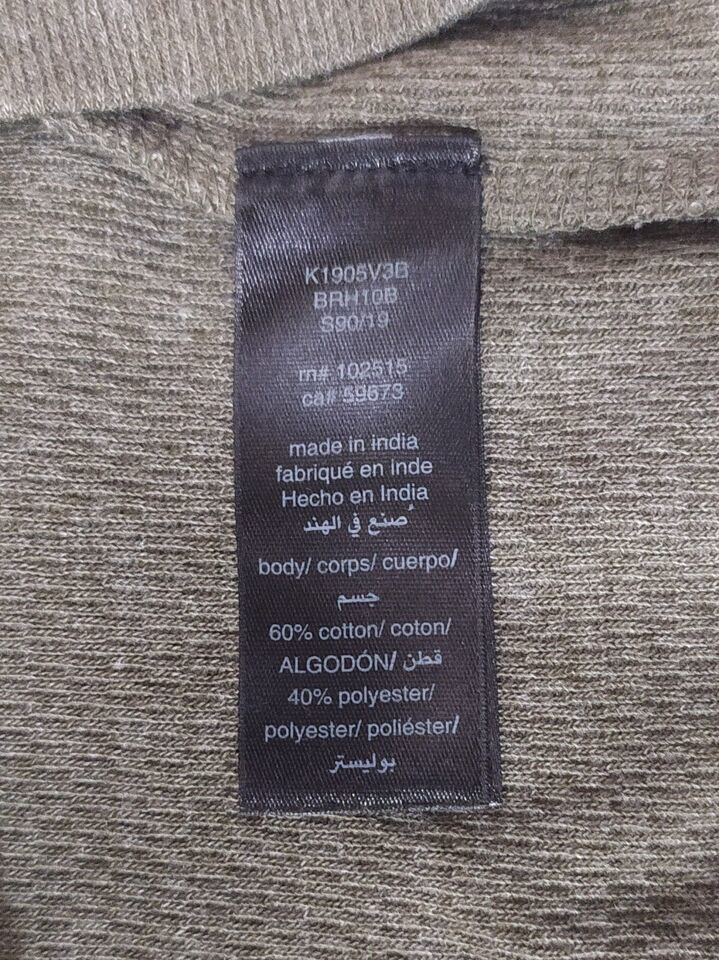 K1905V3B
BRH10B
S90/19
rn# 102515
ca# 59673
made in india
fabriqué en inde
Hecho en India
صُنع في الهند
body/ corps/ cuerpo/
جسم
60% cotton/ coton/
ALGODÓN/ قطن
40% polyester/
polyester/ poliéster/
بوليستر